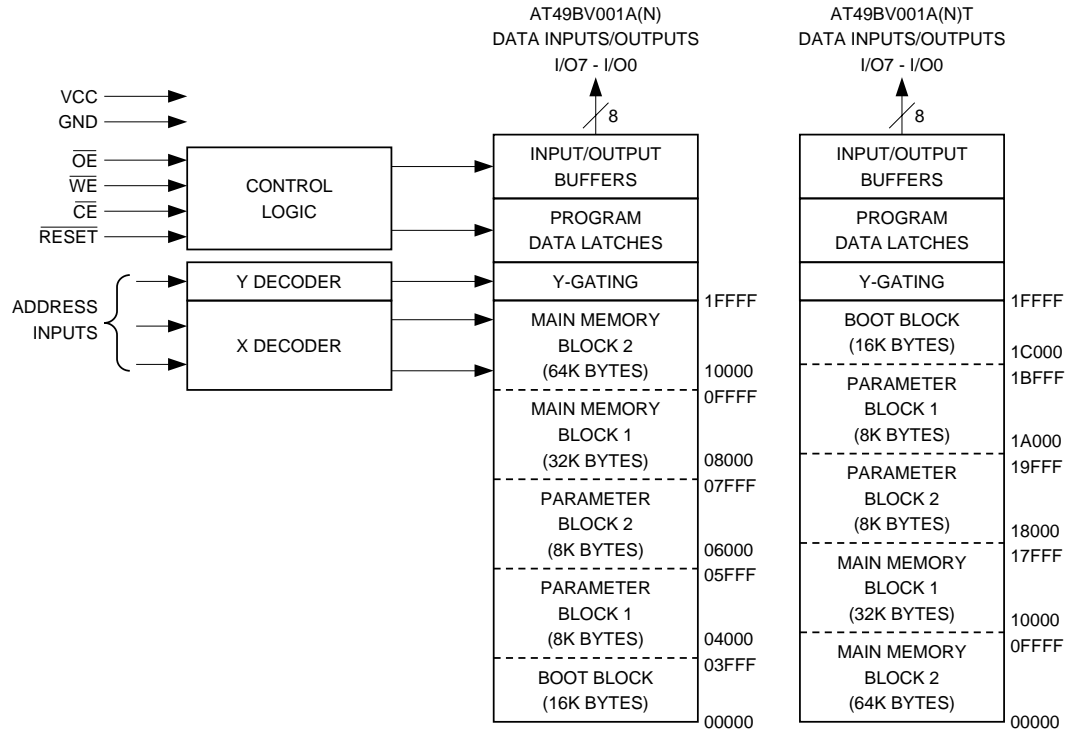 AT49BV001A(N)
DATA INPUTS/OUTPUTS
I/O7 - I/O0
8
AT49BV001A(N)T
DATA INPUTS/OUTPUTS
I/O7 - I/O0
8
VCC
GND
OE
WE
CE
RESET
CONTROL
LOGIC
ADDRESS
INPUTS
Y DECODER
X DECODER
INPUT/OUTPUT
BUFFERS
PROGRAM
DATA LATCHES
Y-GATING
1FFFF
MAIN MEMORY
BLOCK 2
(64K BYTES)
10000
0FFFF
MAIN MEMORY
BLOCK 1
(32K BYTES)
08000
07FFF
PARAMETER
BLOCK 2
(8K BYTES)
06000
05FFF
PARAMETER
BLOCK 1
(8K BYTES)
04000
03FFF
BOOT BLOCK
(16K BYTES)
00000
INPUT/OUTPUT
BUFFERS
PROGRAM
DATA LATCHES
Y-GATING
1FFFF
BOOT BLOCK
(16K BYTES)
1C000
1BFFF
PARAMETER
BLOCK 1
(8K BYTES)
1A000
19FFF
PARAMETER
BLOCK 2
(8K BYTES)
18000
17FFF
MAIN MEMORY
BLOCK 1
(32K BYTES)
10000
0FFFF
MAIN MEMORY
BLOCK 2
(64K BYTES)
00000